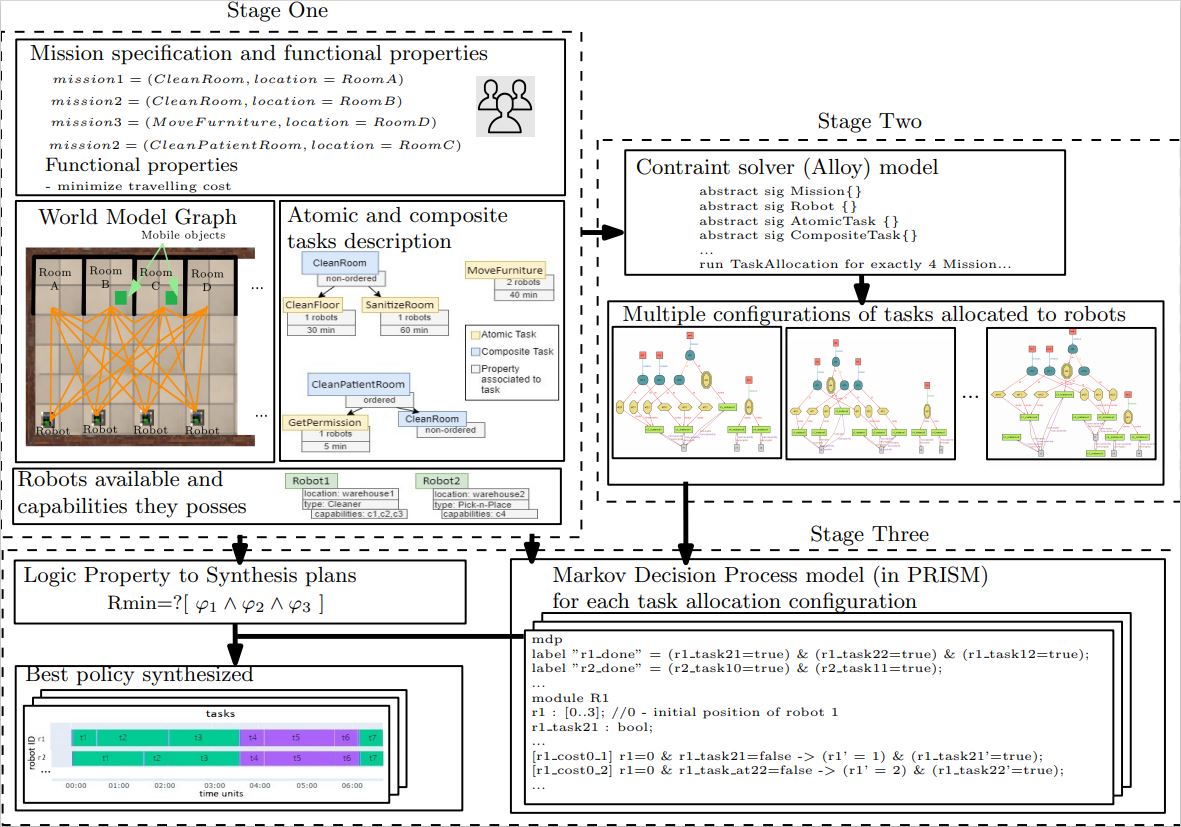 Stage One
Mission specification and functional properties
mission1 = (CleanRoom, location = RoomA)
mission2 = (CleanRoom, location = RoomB)
mission3 = (MoveFurniture, location = RoomD)
mission2 = (CleanPatientRoom, location = RoomC)
Functional properties
- minimize travelling cost
World Model Graph
Mobile objects
Room A
Room B
Room C
Room D
...
...
Robot
Robot
Robot
Robot
Atomic and composite
tasks description
CleanRoom
non-ordered
CleanFloor
1 robots
30 min
SanitizeRoom
1 robots
60 min
MoveFurniture
2 robots
40 min
Atomic Task
Composite Task
Property
associated to
task
CleanPatientRoom
ordered
GetPermission
1 robots
5 min
CleanRoom
non-ordered
Robots available and
capabilities they posses
Robot1
location: warehouse1
type: Cleaner
capabilities: c1,c2,c3
Robot2
location: warehouse2
type: Pick-n-Place
capabilities: c4
Stage Two
Contraint solver (Alloy) model
abstract sig Mission{}
abstract sig Robot {}
abstract sig AtomicTask {}
abstract sig CompositeTask{}
...
run TaskAllocation for exactly 4 Mission...
Multiple configurations of tasks allocated to robots
...
Stage Three
Logic Property to Synthesis plans
Rmin=?[ φ1 ∧ φ2 ∧ φ3 ]
Markov Decision Process model (in PRISM)
for each task allocation configuration
mdp
label "r1_done" = (r1_task21=true) & (r1_task22=true) & (r1_task12=true);
label "r2_done" = (r2_task10=true) & (r2_task11=true);
...
module R1
r1 : [0..3]; //0 - initial position of robot 1
r1_task21 : bool;
...
[r1_cost0_1] r1=0 & r1_task21=false -> (r1' = 1) & (r1_task21'=true);
[r1_cost0_2] r1=0 & r1_task_at22=false -> (r1' = 2) & (r1_task22'=true);
...
Best policy synthesized
tasks
robot ID
r1 t1 t2 t3 t4 t5 t6 t7
r2 t1 t2 t3 t4 t5 t6 t7
...
00:00 01:00 02:00 03:00 04:00 05:00 06:00
time units